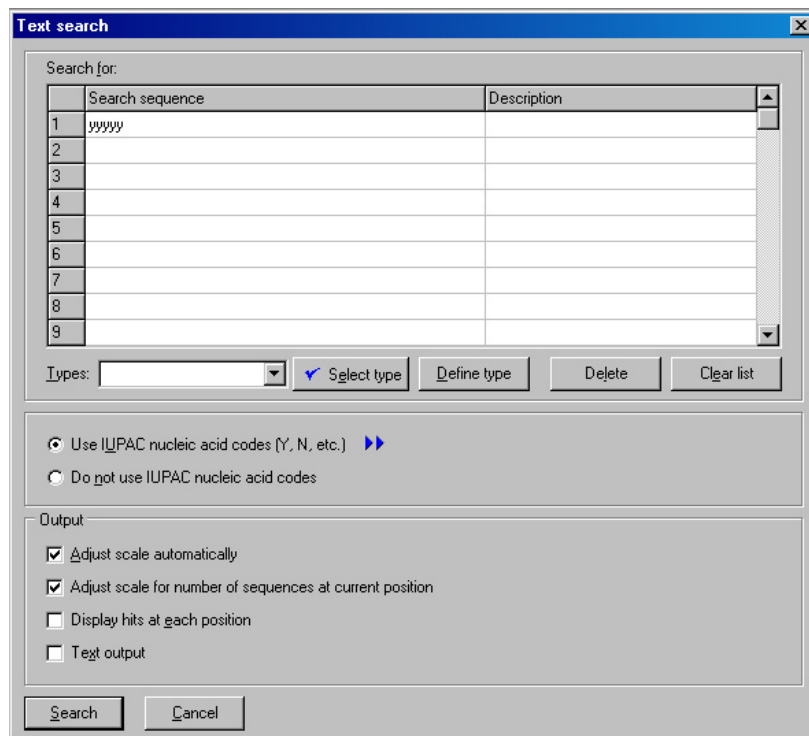 Text search
Search for:
Search sequence Description
1 yyyyy
2
3
4
5
6
7
8
9
Types: Select type Define type Delete Clear list
Use IUPAC nucleic acid codes (Y, N, etc.)
Do not use IUPAC nucleic acid codes
Output
Adjust scale automatically
Adjust scale for number of sequences at current position
Display hits at each position
Text output
Search Cancel